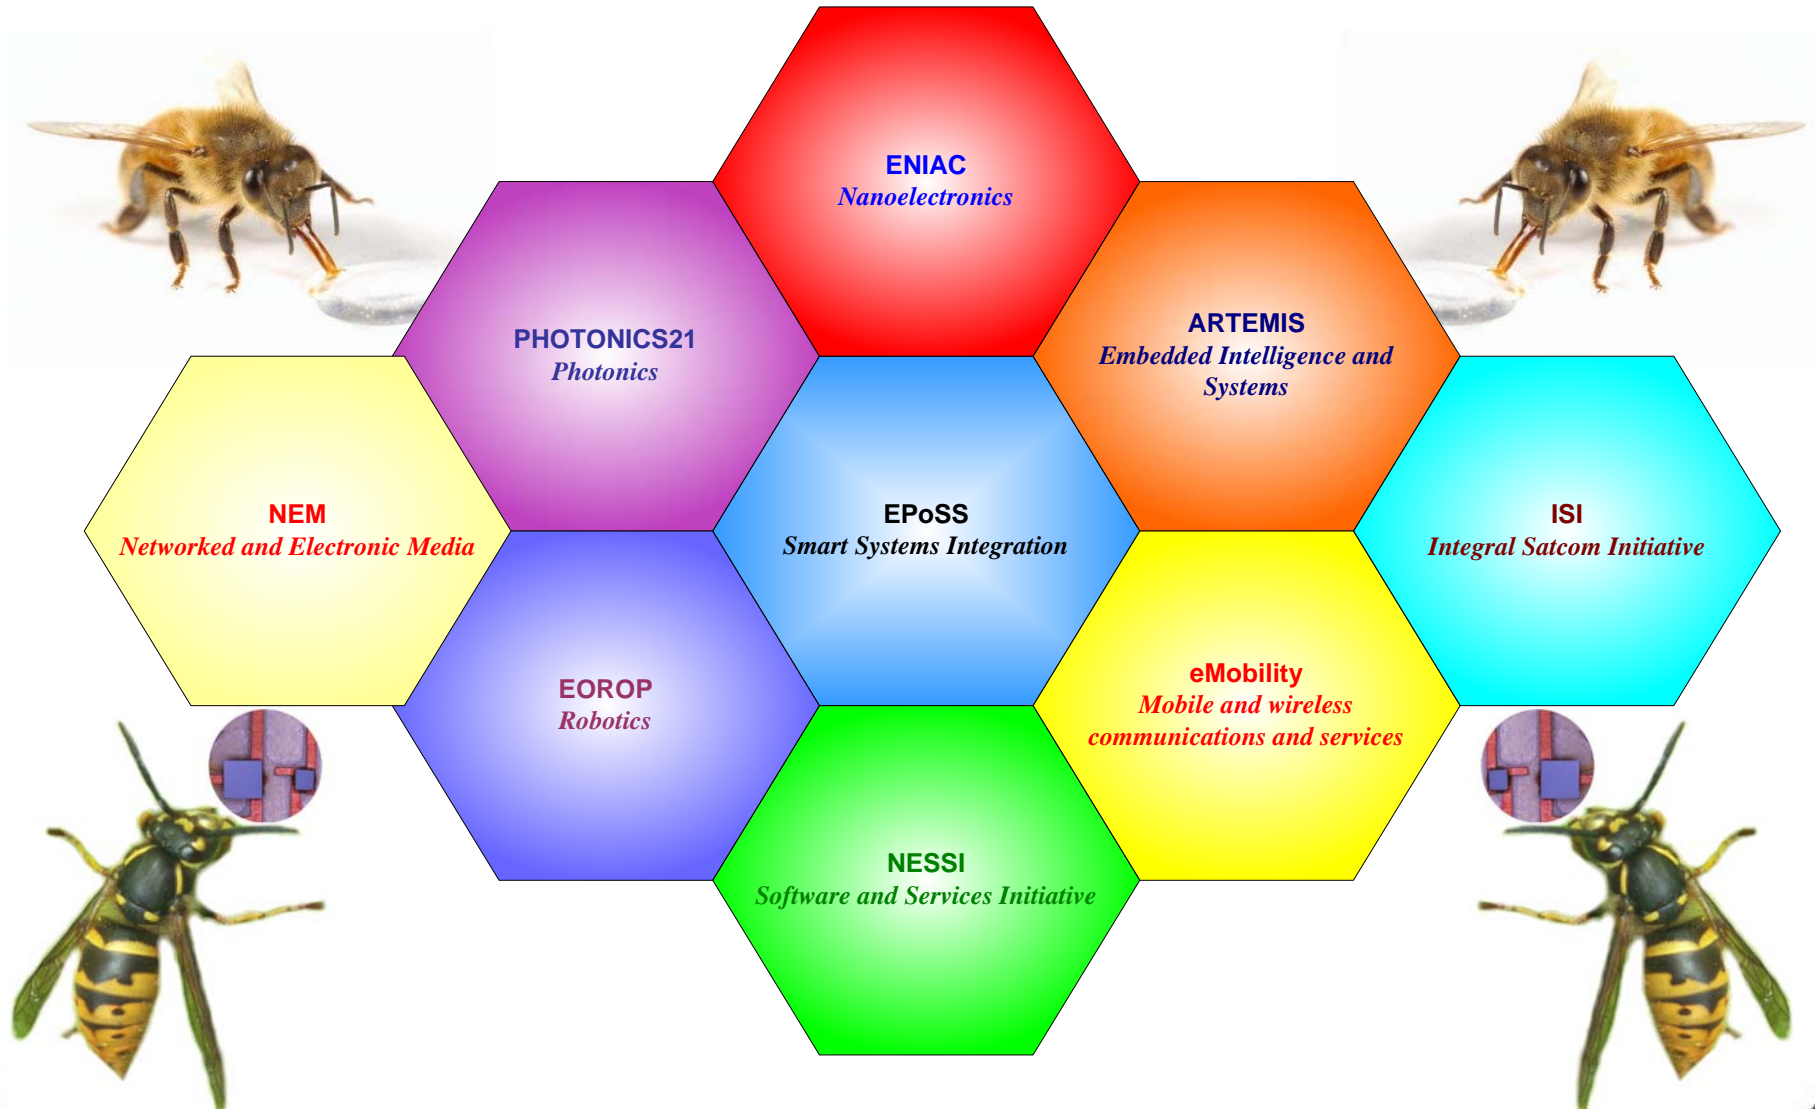 ENIAC
Nanoelectronics
PHOTONICS21
Photonics
ARTEMIS
Embedded Intelligence and
Systems
NEM
Networked and Electronic Media
EPoSS
Smart Systems Integration
ISI
Integral Satcom Initiative
EOROP
Robotics
eMobility
Mobile and wireless
communications and services
NESSI
Software and Services Initiative